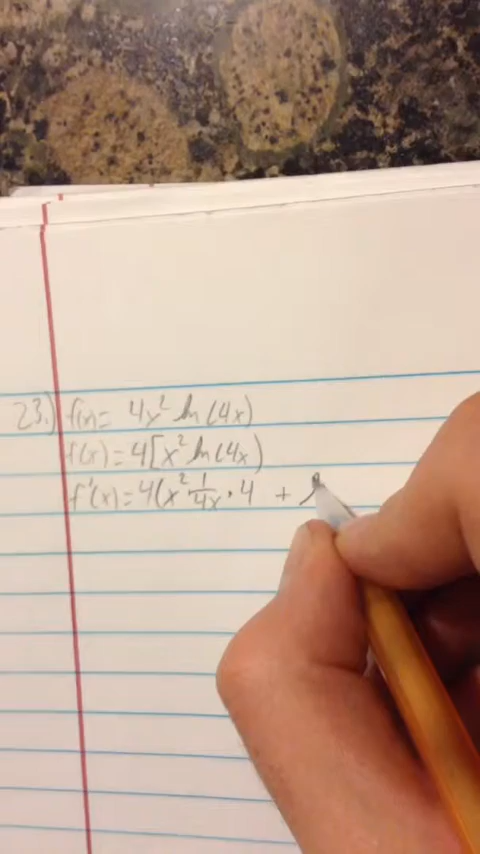 23.) f(x) = 4x² ln(4x)
f(x) = 4[x² ln(4x)
f'(x) = 4(x² 1/4x · 4 + l